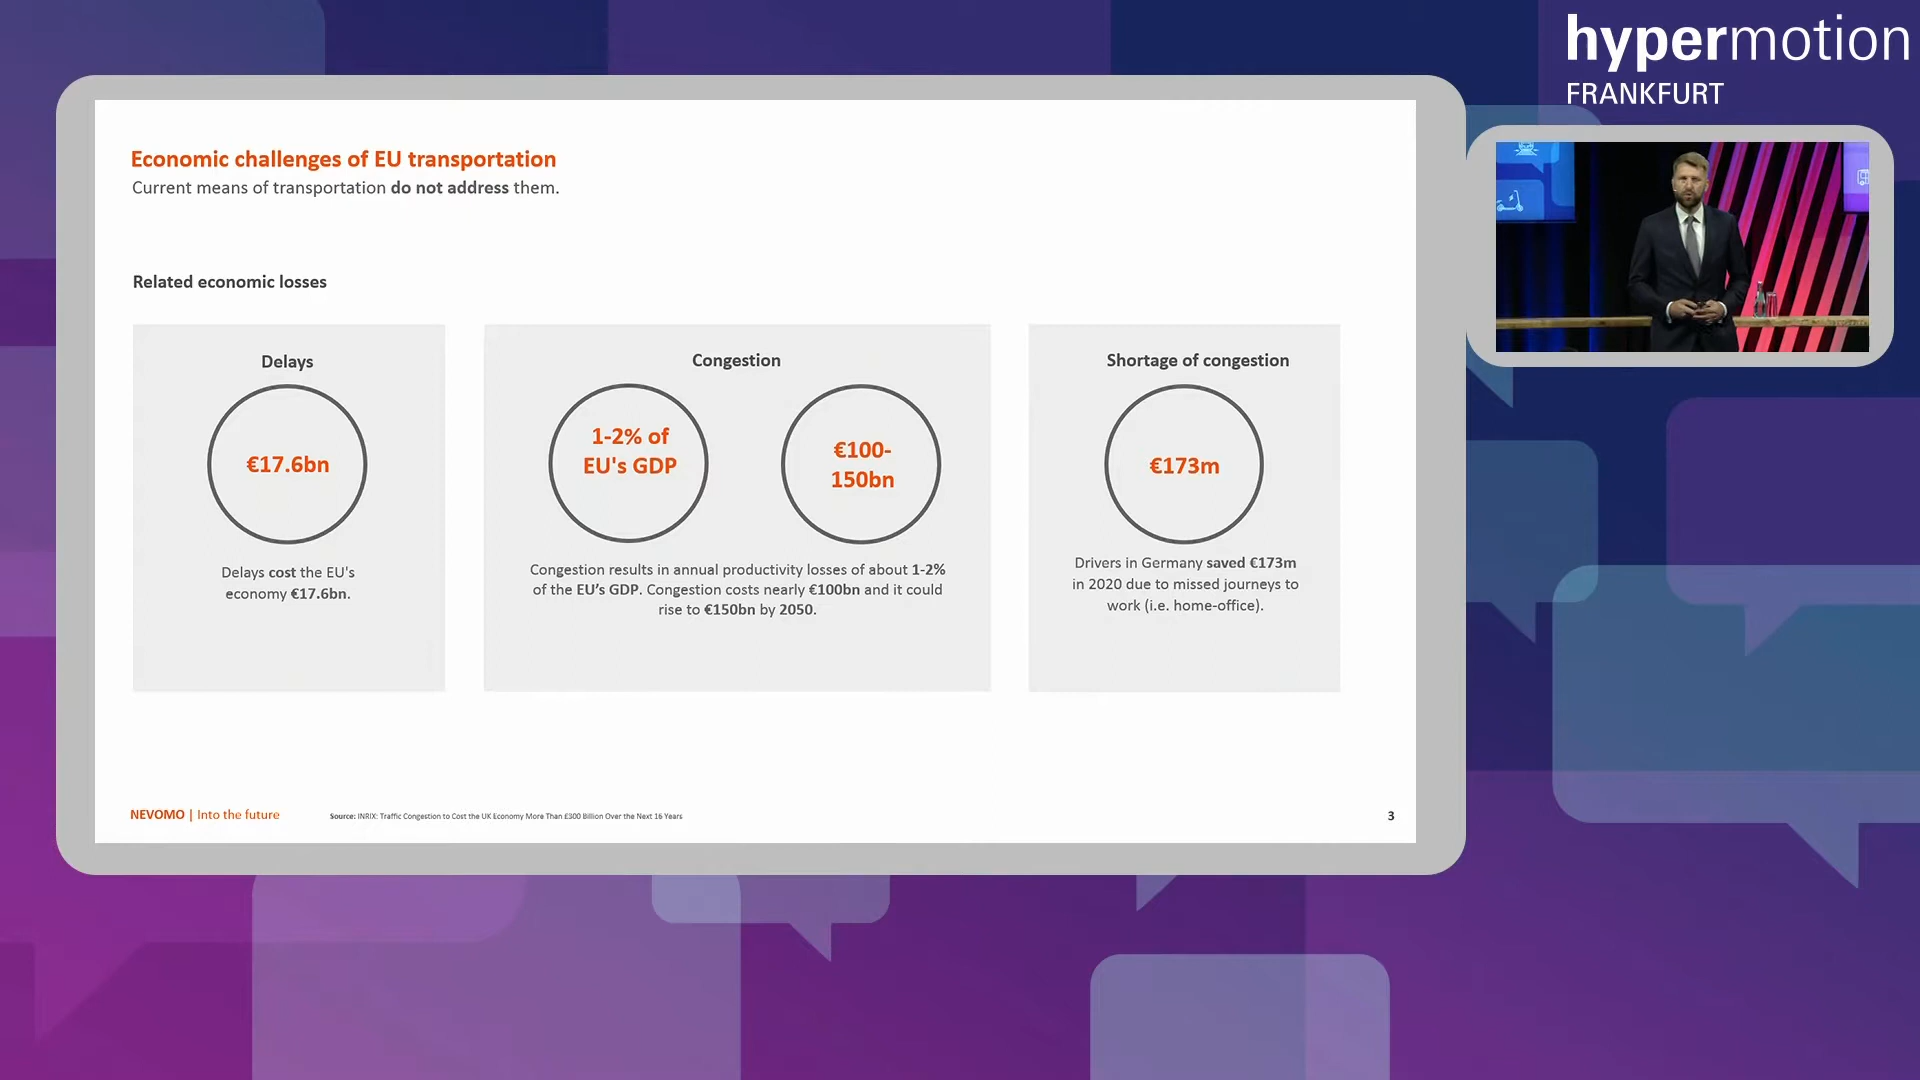 hypermotion
FRANKFURT
Economic challenges of EU transportation
Current means of transportation do not address them.
Related economic losses
Delays
€17.6bn
Delays cost the EU's
economy €17.6bn.
Congestion
1-2% of
EU's GDP
€100-
150bn
Congestion results in annual productivity losses of about 1-2%
of the EU’s GDP. Congestion costs nearly €100bn and it could
rise to €150bn by 2050.
Shortage of congestion
€173m
Drivers in Germany saved €173m
in 2020 due to missed journeys to
work (i.e. home-office).
NEVOMO | Into the future
Source: INRIX: Traffic Congestion to Cost the UK Economy More Than £300 Billion Over the Next 16 Years
3